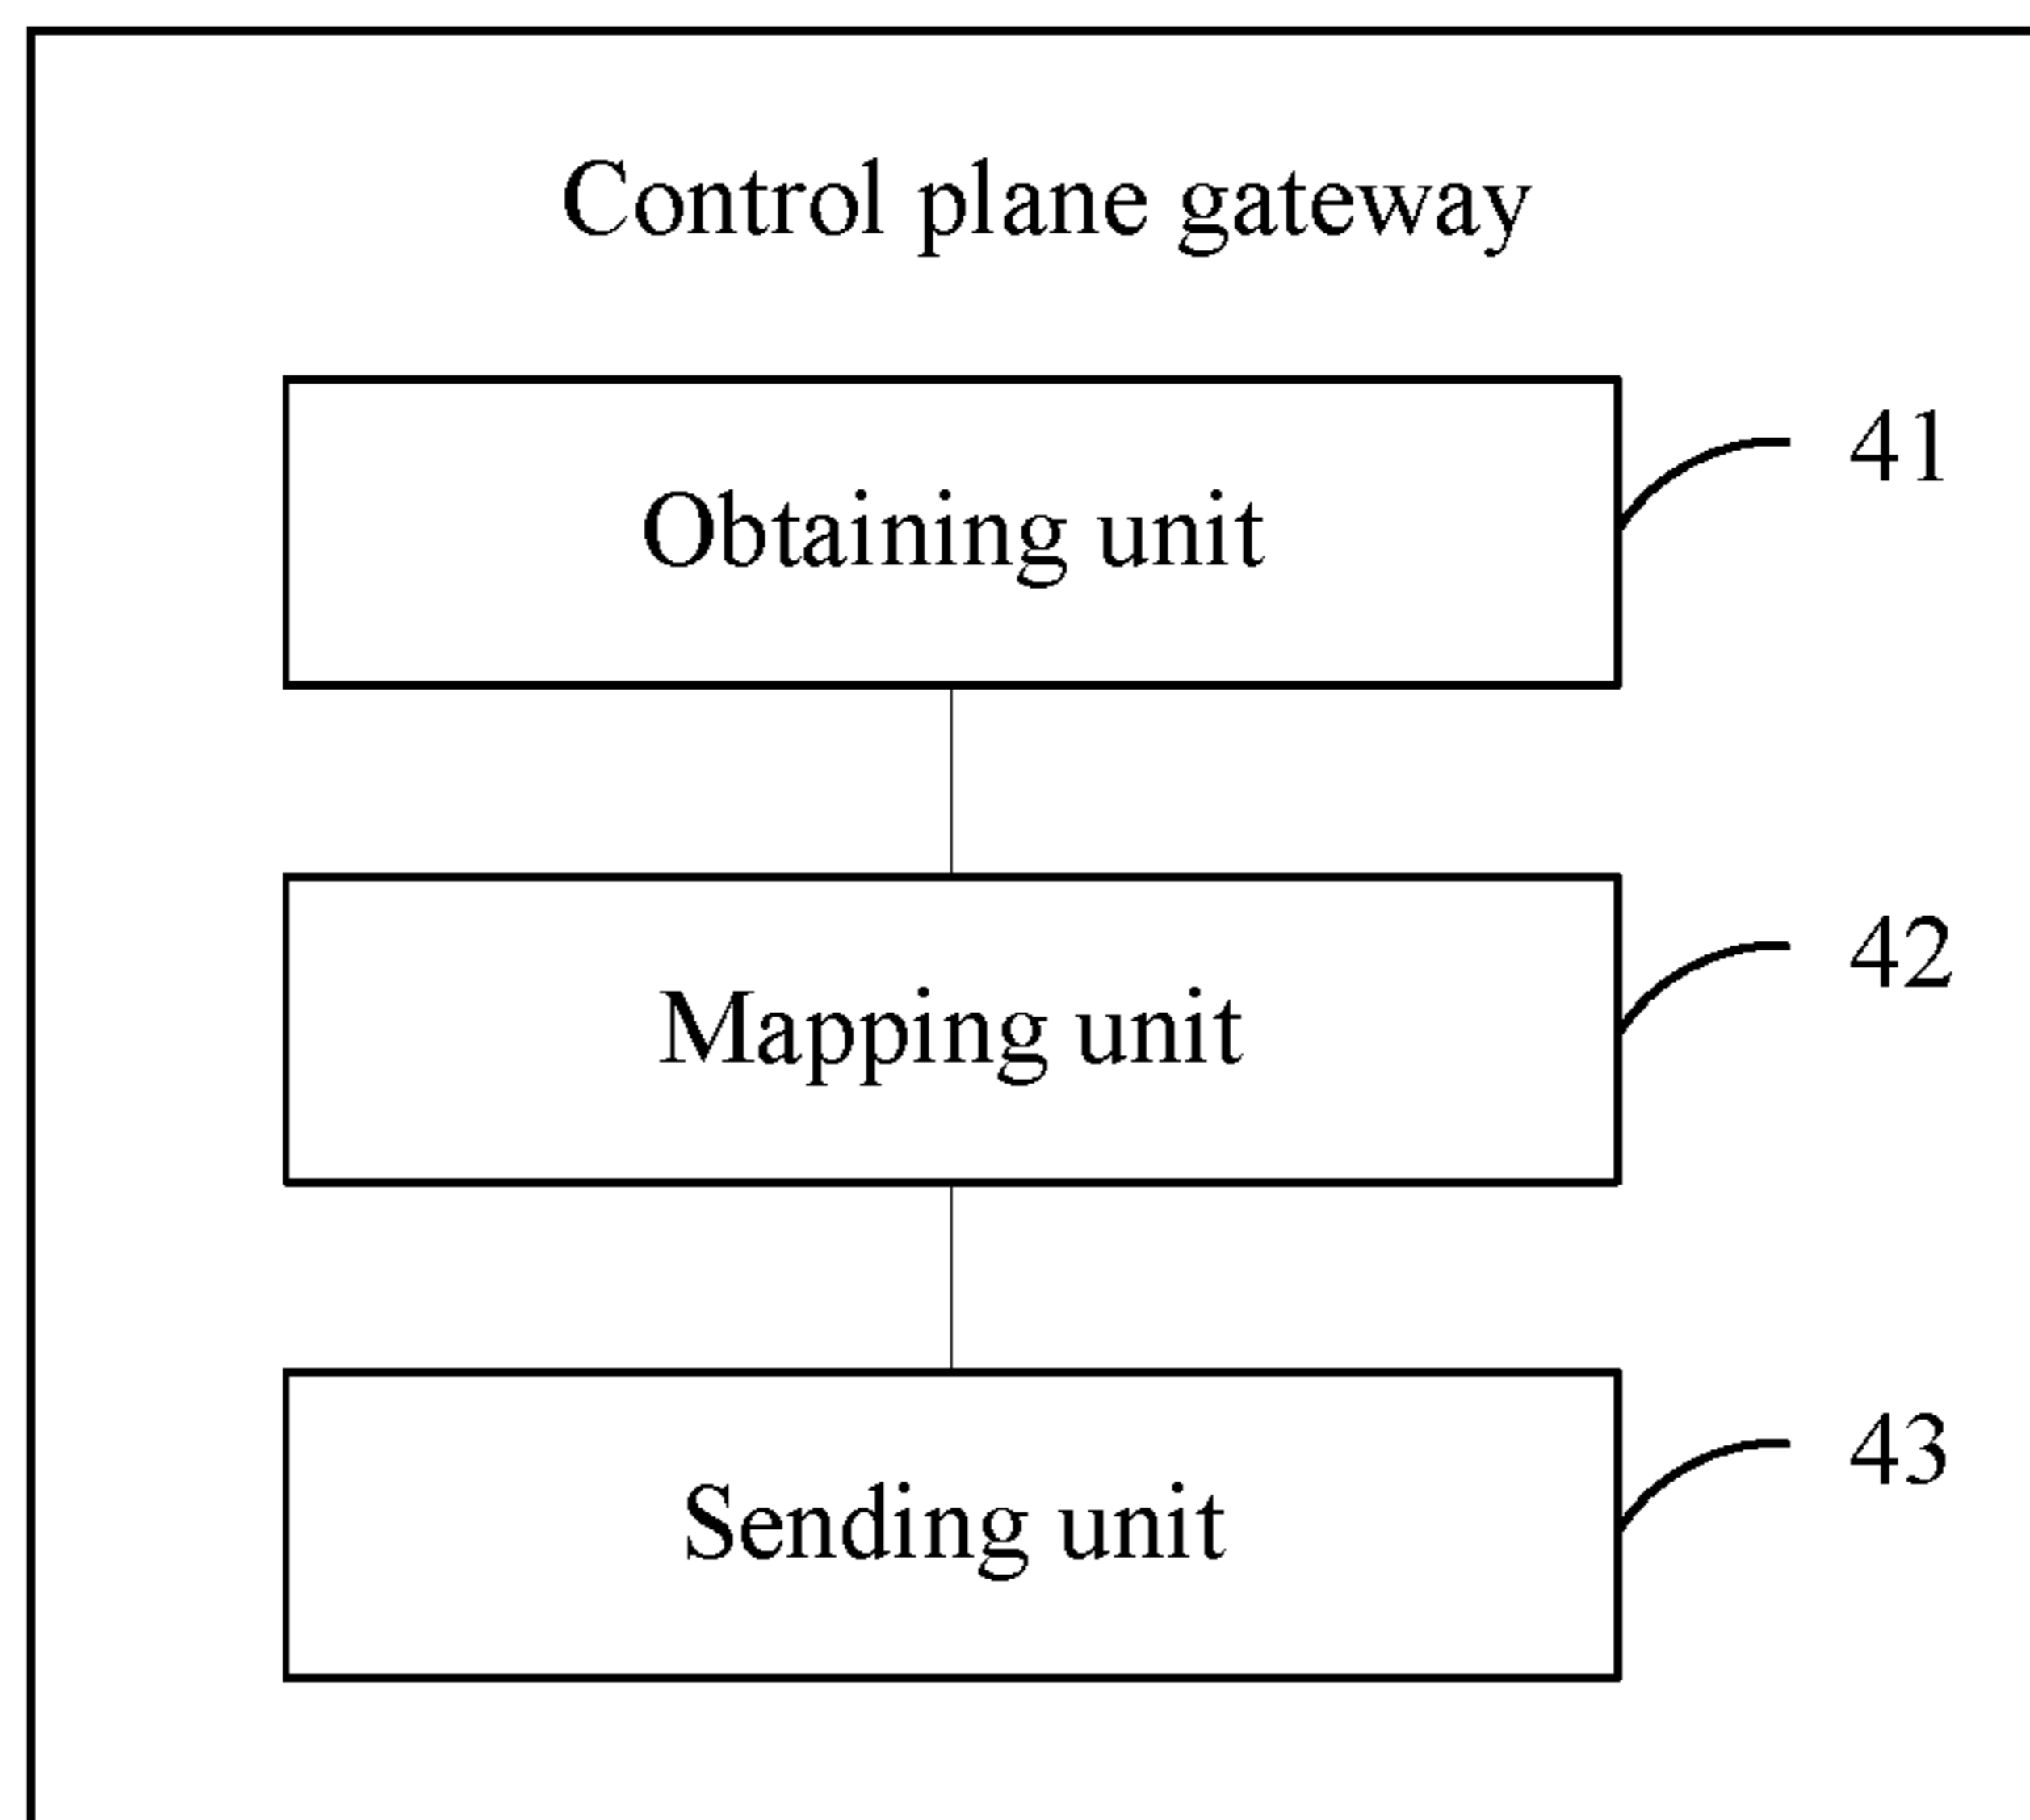 Control plane gateway
Obtaining unit
41
Mapping unit
42
Sending unit
43